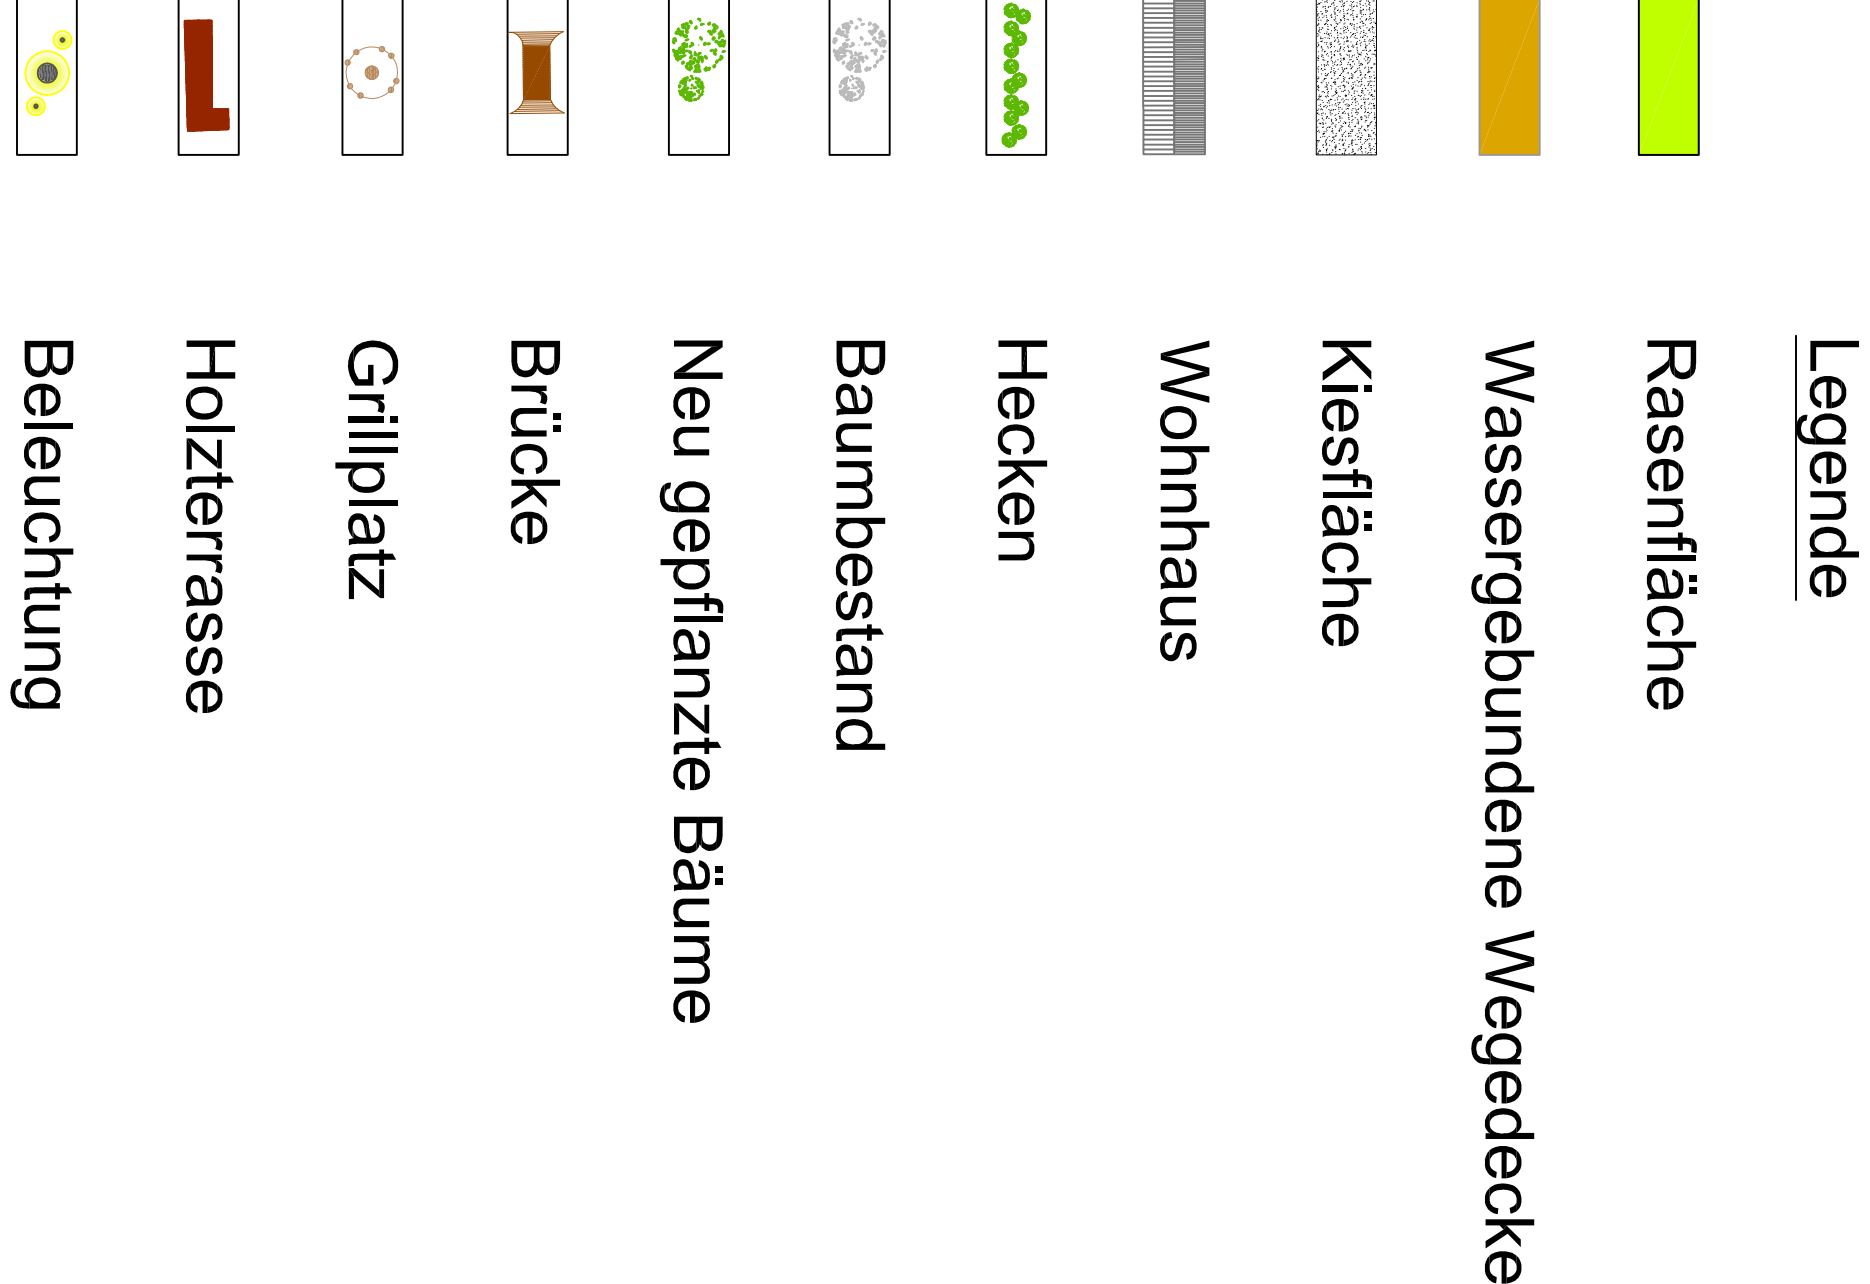 Legende
Rasenfläche
Wassergebundene Wegedecke
Kiesfläche
Wohnhaus
Hecken
Baumbestand
Neu gepflanzte Bäume
Brücke
Grillplatz
Holzterrasse
Beleuchtung